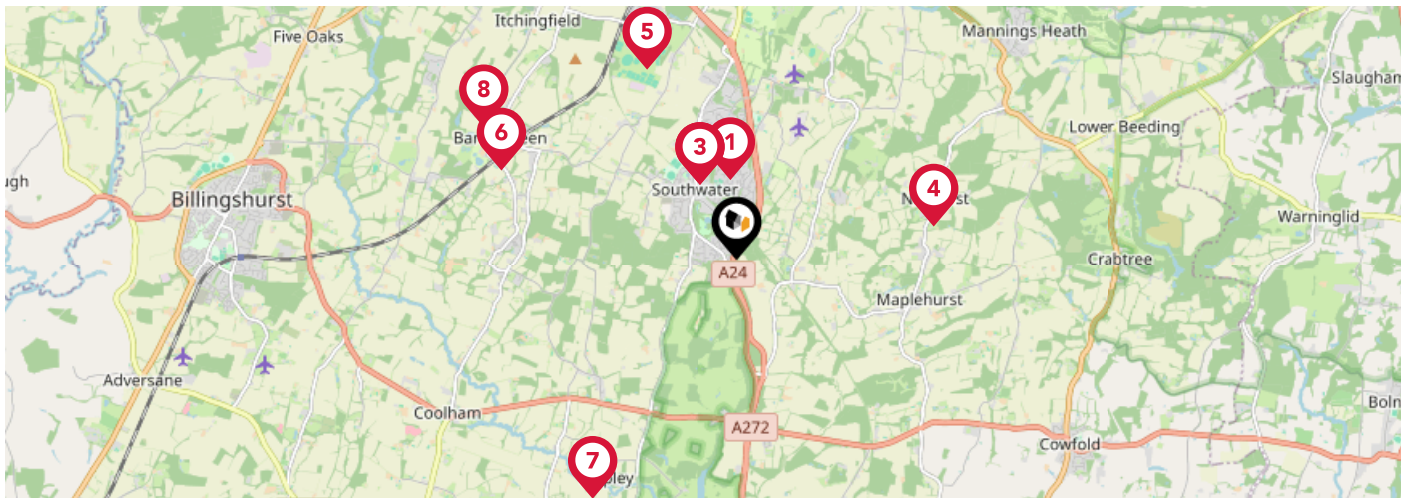 Itchingfield
Five Oaks
5
Mannings Heath
Slaugham
8
6
Lower Beeding
3
1
Southwater
4
Billingshurst
Warninglid
Crabtree
A24
Maplehurst
Adversane
Coolham
A272
Cowfold
7